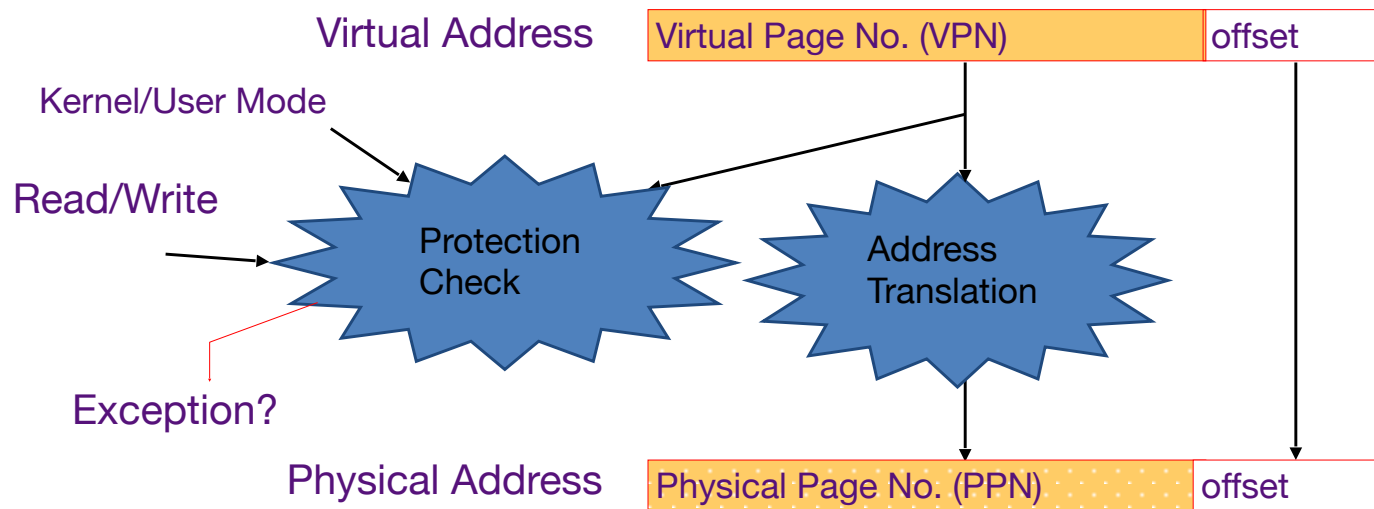 Virtual Address
Virtual Page No. (VPN)
offset
Kernel/User Mode
Read/Write
Protection
Check
Address
Translation
Exception?
Physical Address
Physical Page No. (PPN)
offset